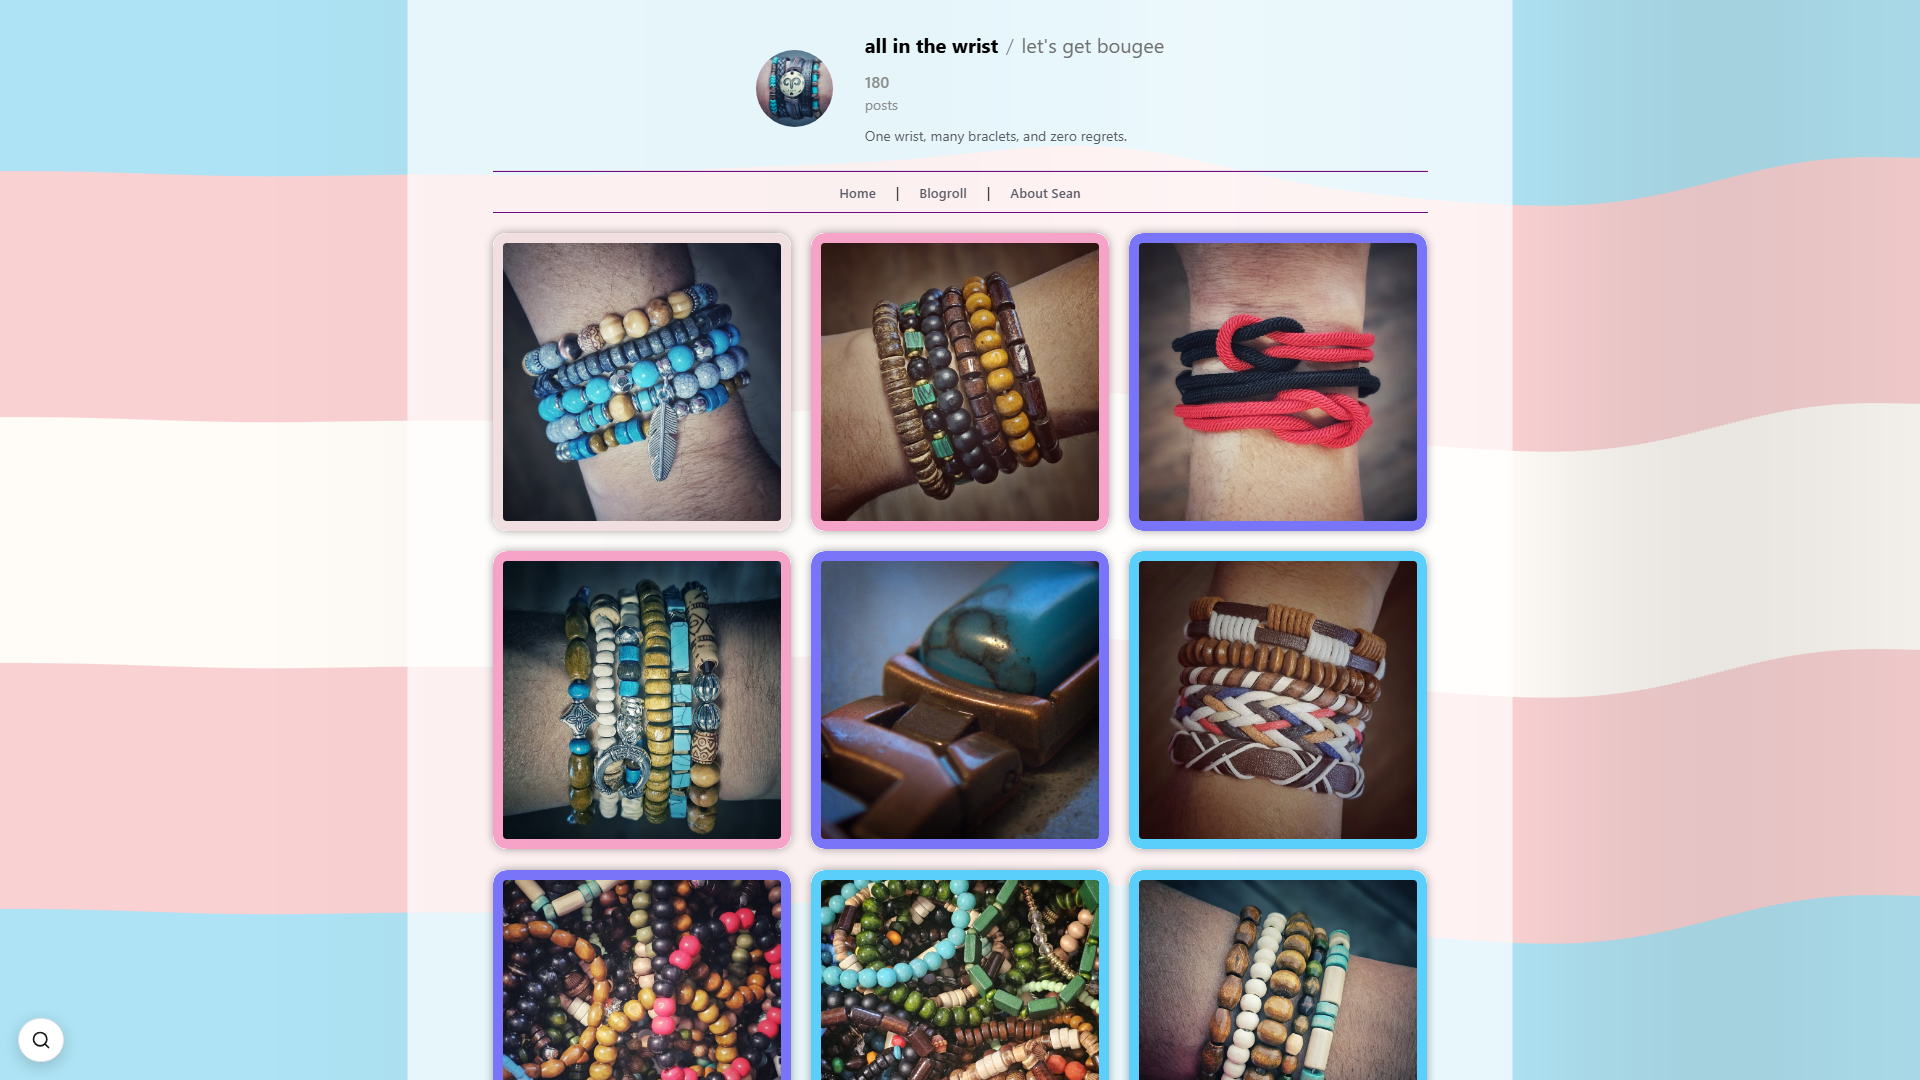 all in the wrist / let's get bougee
180
posts
One wrist, many braclets, and zero regrets.
Home | Blogroll | About Sean